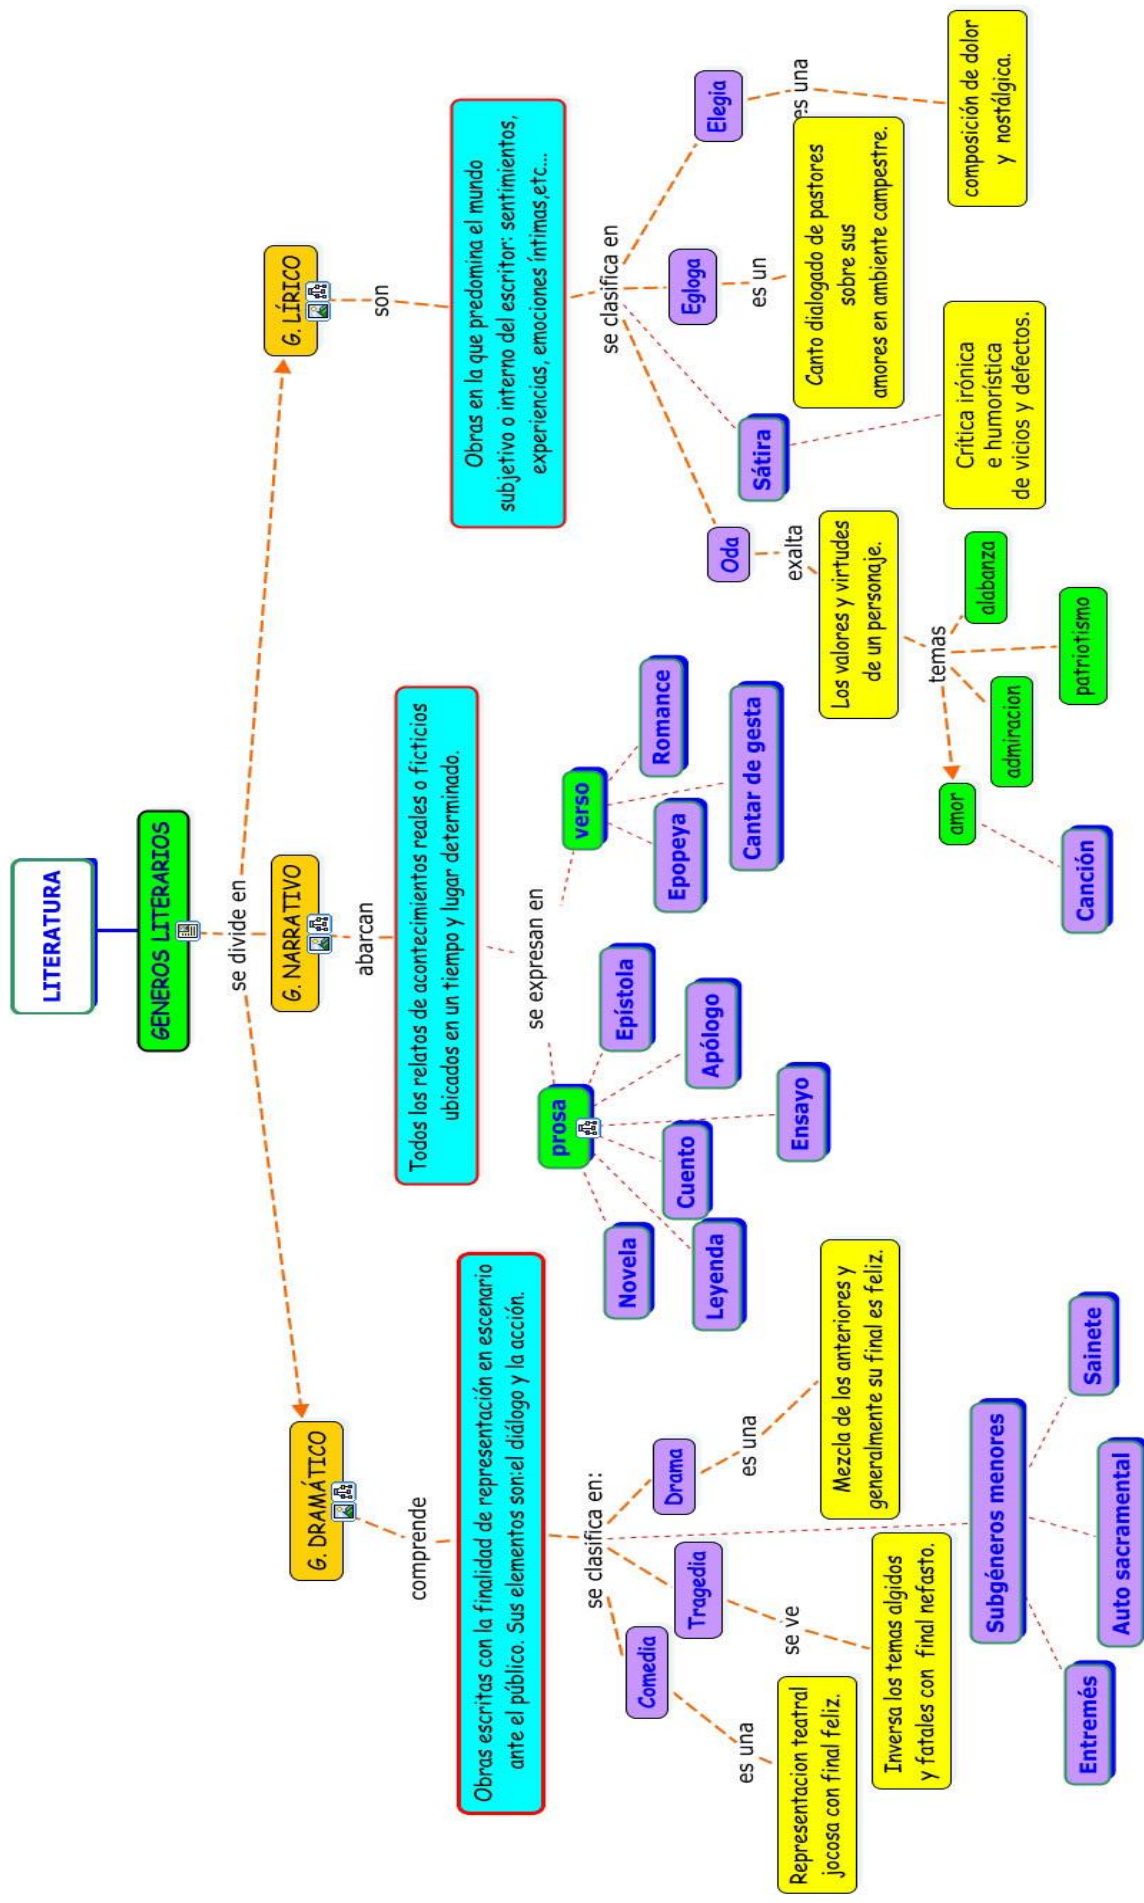 LITERATURA
GENEROS LITERARIOS
se divide en
G. DRAMÁTICO
comprende
Obras escritas con la finalidad de representación en escenario
ante el público. Sus elementos son:el diálogo y la acción.
se clasifica en:
Comedia
es una
Representacion teatral
jocosa con final feliz.
Tragedia
se ve
Inversa los temas algidos
y fatales con final nefasto.
Drama
es una
Mezcla de los anteriores y
generalmente su final es feliz.
Subgéneros menores
Entremés
Auto sacramental
Sainete
G. NARRATIVO
abarcan
Todos los relatos de acontecimientos reales o ficticios
ubicados en un tiempo y lugar determinado.
se expresan en
prosa
Novela
Leyenda
Cuento
Ensayo
Apólogo
Epístola
verso
Epopeya
Cantar de gesta
Romance
G. LÍRICO
son
Obras en la que predomina el mundo
subjetivo o interno del escritor: sentimientos,
experiencias, emociones íntimas,etc...
se clasifica en
Oda
exalta
Los valores y virtudes
de un personaje.
temas
amor
admiracion
patriotismo
alabanza
Canción
Sátira
Crítica irónica
e humorística
de vicios y defectos.
Egloga
es un
Canto dialogado de pastores
sobre sus
amores en ambiente campestre.
Elegia
es una
composición de dolor
y nostálgica.